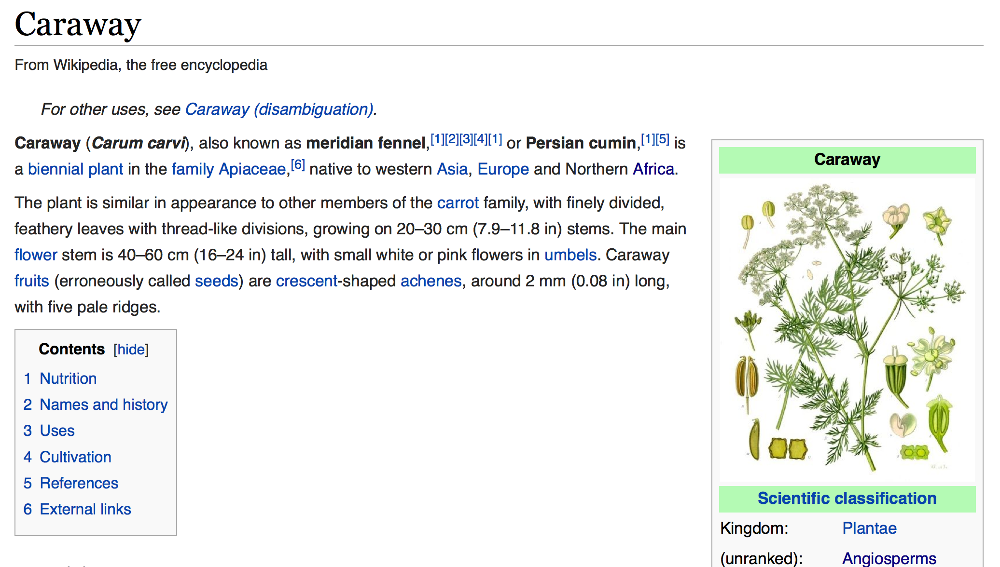 Caraway
From Wikipedia, the free encyclopedia
For other uses, see Caraway (disambiguation).
Caraway (Carum carvi), also known as meridian fennel,[1][2][3][4][1] or Persian cumin,[1][5] is
a biennial plant in the family Apiaceae,[6] native to western Asia, Europe and Northern Africa.
The plant is similar in appearance to other members of the carrot family, with finely divided,
feathery leaves with thread-like divisions, growing on 20–30 cm (7.9–11.8 in) stems. The main
flower stem is 40–60 cm (16–24 in) tall, with small white or pink flowers in umbels. Caraway
fruits (erroneously called seeds) are crescent-shaped achenes, around 2 mm (0.08 in) long,
with five pale ridges.
Contents [hide]
1 Nutrition
2 Names and history
3 Uses
4 Cultivation
5 References
6 External links
Caraway
Scientific classification
Kingdom: Plantae
(unranked): Angiosperms